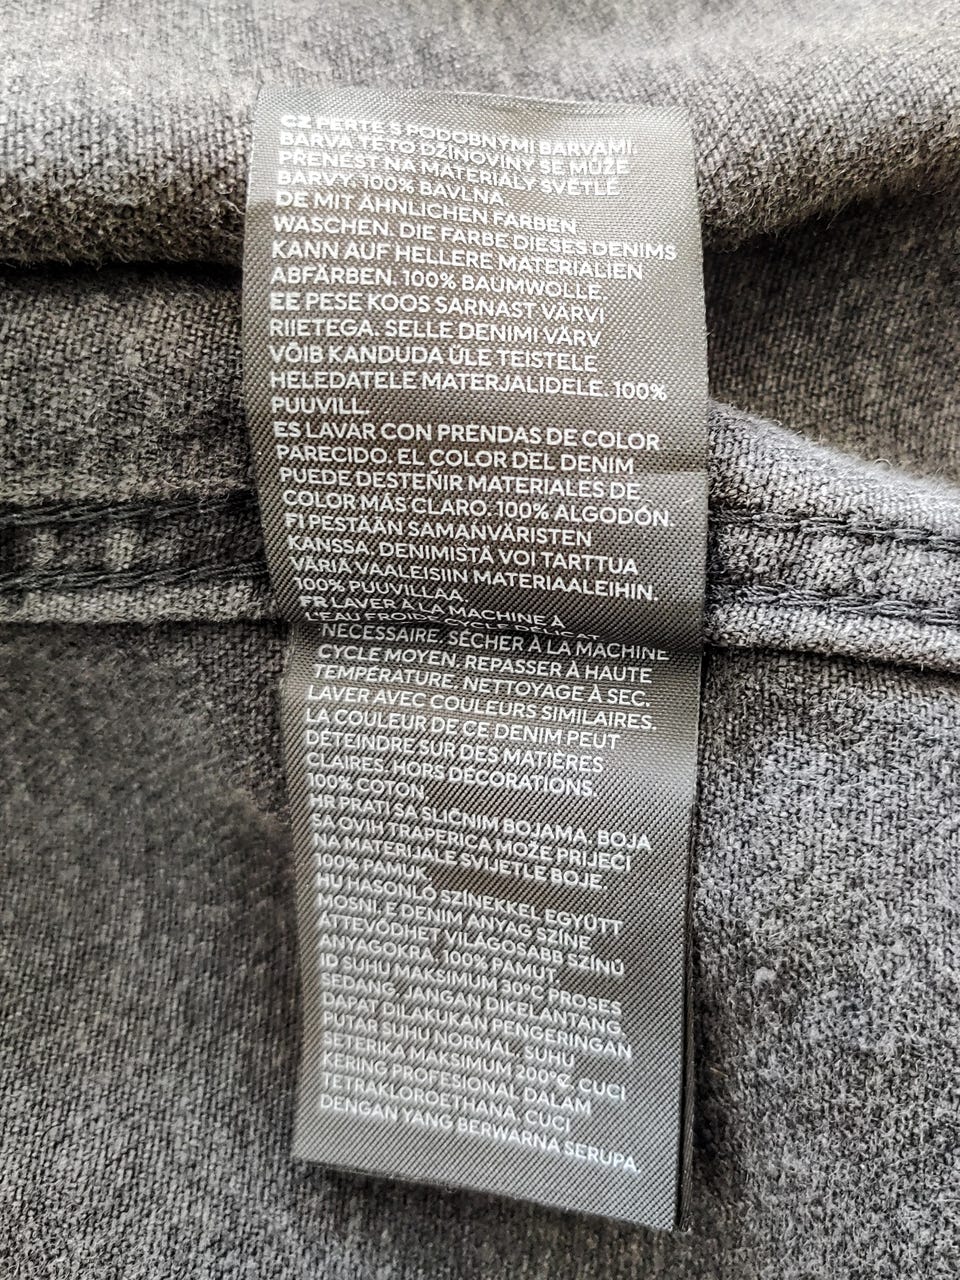 CZ PERTE S PODOBNÝMI BARVAMI.
BARVA TÉTO DŽÍNOVINY SE MŮŽE
PŘENÉST NA MATERIÁLY SVĚTLÉ
BARVY. 100% BAVLNA.
DE MIT ÄHNLICHEN FARBEN
WASCHEN. DIE FARBE DIESES DENIMS
KANN AUF HELLERE MATERIALIEN
ABFÄRBEN. 100% BAUMWOLLE.
EE PESE KOOS SARNAST VÄRVI
RIIETEGA. SELLE DENIMI VÄRV
VÕIB KANDUDA ÜLE TEISTELE
HELEDATELE MATERJALIDELE. 100%
PUUVILL.
ES LAVAR CON PRENDAS DE COLOR
PARECIDO. EL COLOR DEL DENIM
PUEDE DESTEÑIR MATERIALES DE
COLOR MÁS CLARO. 100% ALGODÓN.
FI PESTÄÄN SAMANVÄRISTEN
KANSSA. DENIMISTÄ VOI TARTTUA
VÄRIÄ VAALEISIIN MATERIAALEIHIN.
100% PUUVILLAA.
FR LAVER À LA MACHINE À
L'EAU FROIDE CYCLE
NÉCESSAIRE. SÉCHER À LA MACHINE
CYCLE MOYEN. REPASSER À HAUTE
TEMPÉRATURE. NETTOYAGE À SEC.
LAVER AVEC COULEURS SIMILAIRES.
LA COULEUR DE CE DENIM PEUT
DÉTEINDRE SUR DES MATIÈRES
CLAIRES. HORS DÉCORATIONS.
100% COTON
HR PRATI SA SLIČNIM BOJAMA. BOJA
SA OVIH TRAPERICA MOŽE PRIJEĆI
NA MATERIJALE SVIJETLE BOJE.
100% PAMUK.
HU HASONLÓ SZÍNEKKEL EGYÜTT
MOSNI. E DENIM ANYAG SZÍNE
ÁTTEVŐDHET VILÁGOSABB SZÍNŰ
ANYAGOKRA. 100% PAMUT.
ID SUHU MAKSIMUM 30°C PROSES
SEDANG. JANGAN DIKELANTANG.
DAPAT DILAKUKAN PENGERINGAN
PUTAR SUHU NORMAL. SUHU
SETERIKA MAKSIMUM 200°C. CUCI
KERING PROFESIONAL DALAM
TETRAKLOROETHANA. CUCI
DENGAN YANG BERWARNA SERUPA.